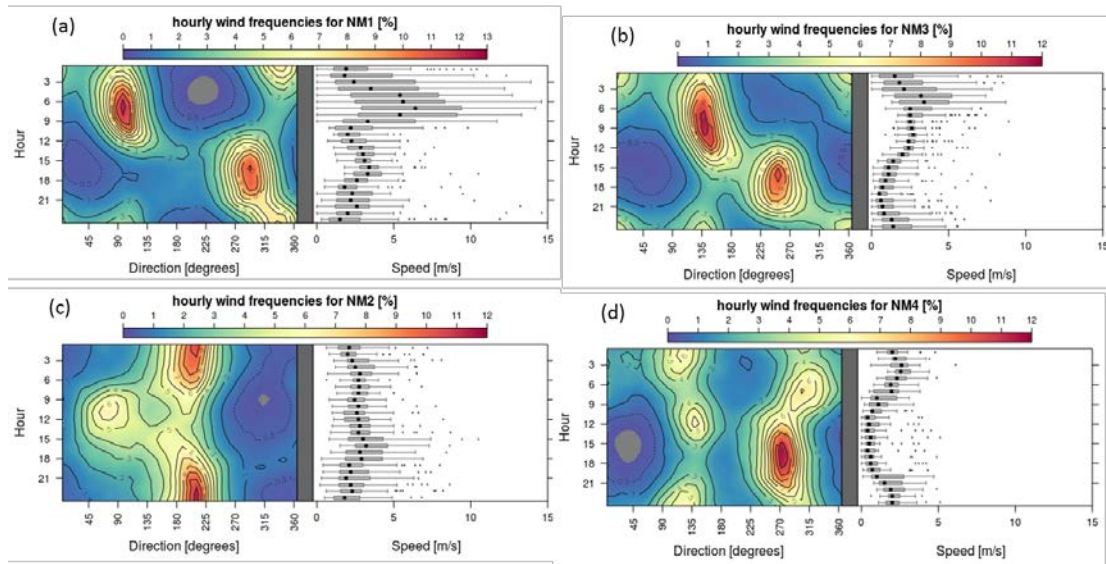 (a)
hourly wind frequencies for NM1 [%]
0 1 2 3 4 5 6 7 8 9 10 11 12 13
3
6
9
12
15
18
21
Hour
45 90 135 180 225 270 315 360
0 5 10 15
Direction [degrees] Speed [m/s]
(b)
hourly wind frequencies for NM3 [%]
0 1 2 3 4 5 6 7 8 9 10 11 12
3
6
9
12
15
18
21
Hour
45 90 135 180 225 270 315 360
0 5 10 15
Direction [degrees] Speed [m/s]
(c)
hourly wind frequencies for NM2 [%]
0 1 2 3 4 5 6 7 8 9 10 11 12
3
6
9
12
15
18
21
Hour
45 90 135 180 225 270 315 360
0 5 10 15
Direction [degrees] Speed [m/s]
(d)
hourly wind frequencies for NM4 [%]
0 1 2 3 4 5 6 7 8 9 10 11 12
3
6
9
12
15
18
21
Hour
45 90 135 180 225 270 315 360
0 5 10 15
Direction [degrees] Speed [m/s]